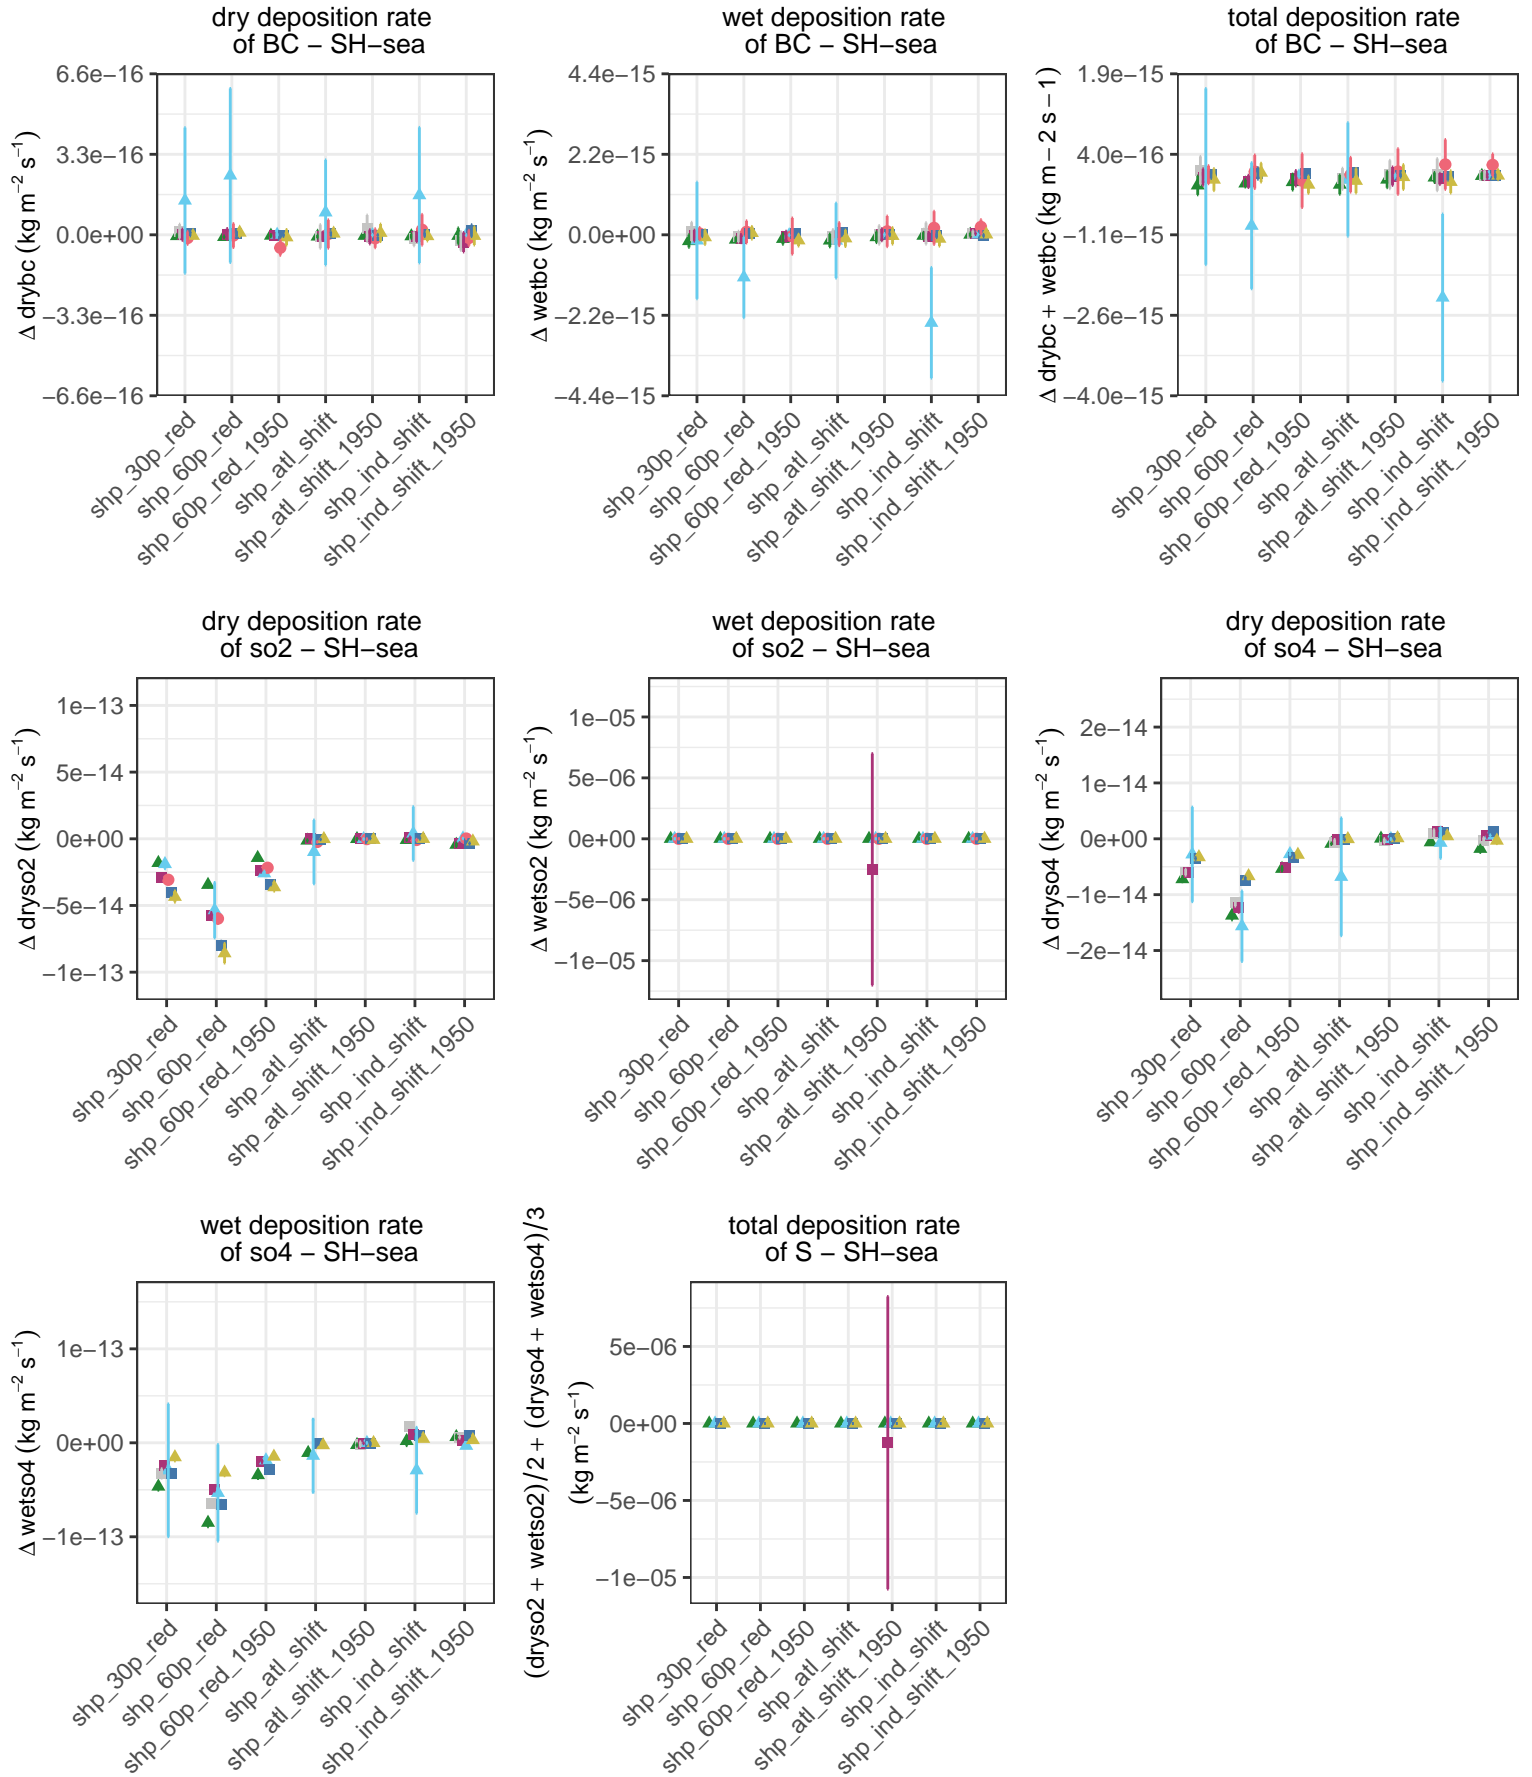 dry deposition rate
of BC − SH−sea
Δ drybc (kg m−2 s−1)
6.6e−16
3.3e−16
0.0e+00
−3.3e−16
−6.6e−16
shp_30p_red
shp_60p_red
shp_60p_red_1950
shp_atl_shift
shp_atl_shift_1950
shp_ind_shift
shp_ind_shift_1950
wet deposition rate
of BC − SH−sea
Δ wetbc (kg m−2 s−1)
4.4e−15
2.2e−15
0.0e+00
−2.2e−15
−4.4e−15
shp_30p_red
shp_60p_red
shp_60p_red_1950
shp_atl_shift
shp_atl_shift_1950
shp_ind_shift
shp_ind_shift_1950
total deposition rate
of BC − SH−sea
Δ drybc + wetbc (kg m − 2 s − 1)
1.9e−15
4.0e−16
−1.1e−15
−2.6e−15
−4.0e−15
shp_30p_red
shp_60p_red
shp_60p_red_1950
shp_atl_shift
shp_atl_shift_1950
shp_ind_shift
shp_ind_shift_1950
dry deposition rate
of so2 − SH−sea
Δ dryso2 (kg m−2 s−1)
1e−13
5e−14
0e+00
−5e−14
−1e−13
shp_30p_red
shp_60p_red
shp_60p_red_1950
shp_atl_shift
shp_atl_shift_1950
shp_ind_shift
shp_ind_shift_1950
wet deposition rate
of so2 − SH−sea
Δ wetso2 (kg m−2 s−1)
1e−05
5e−06
0e+00
−5e−06
−1e−05
shp_30p_red
shp_60p_red
shp_60p_red_1950
shp_atl_shift
shp_atl_shift_1950
shp_ind_shift
shp_ind_shift_1950
dry deposition rate
of so4 − SH−sea
Δ dryso4 (kg m−2 s−1)
2e−14
1e−14
0e+00
−1e−14
−2e−14
shp_30p_red
shp_60p_red
shp_60p_red_1950
shp_atl_shift
shp_atl_shift_1950
shp_ind_shift
shp_ind_shift_1950
wet deposition rate
of so4 − SH−sea
Δ wetso4 (kg m−2 s−1)
1e−13
0e+00
−1e−13
shp_30p_red
shp_60p_red
shp_60p_red_1950
shp_atl_shift
shp_atl_shift_1950
shp_ind_shift
shp_ind_shift_1950
total deposition rate
of S − SH−sea
(dryso2 + wetso2)/2 + (dryso4 + wetso4)/3
(kg m−2 s−1)
5e−06
0e+00
−5e−06
−1e−05
shp_30p_red
shp_60p_red
shp_60p_red_1950
shp_atl_shift
shp_atl_shift_1950
shp_ind_shift
shp_ind_shift_1950